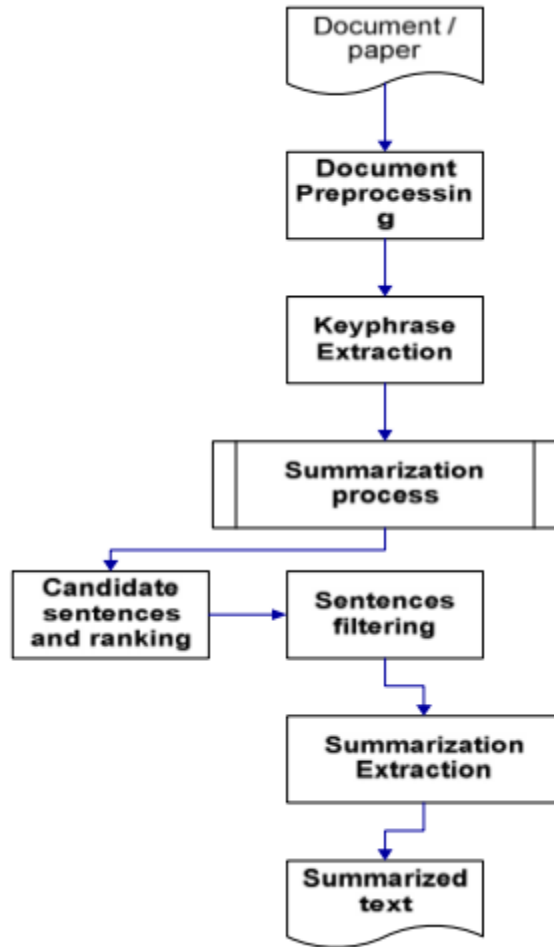 Document /
paper
Document
Preprocessin
g
Keyphrase
Extraction
Summarization
process
Candidate
sentences
and ranking
Sentences
filtering
Summarization
Extraction
Summarized
text